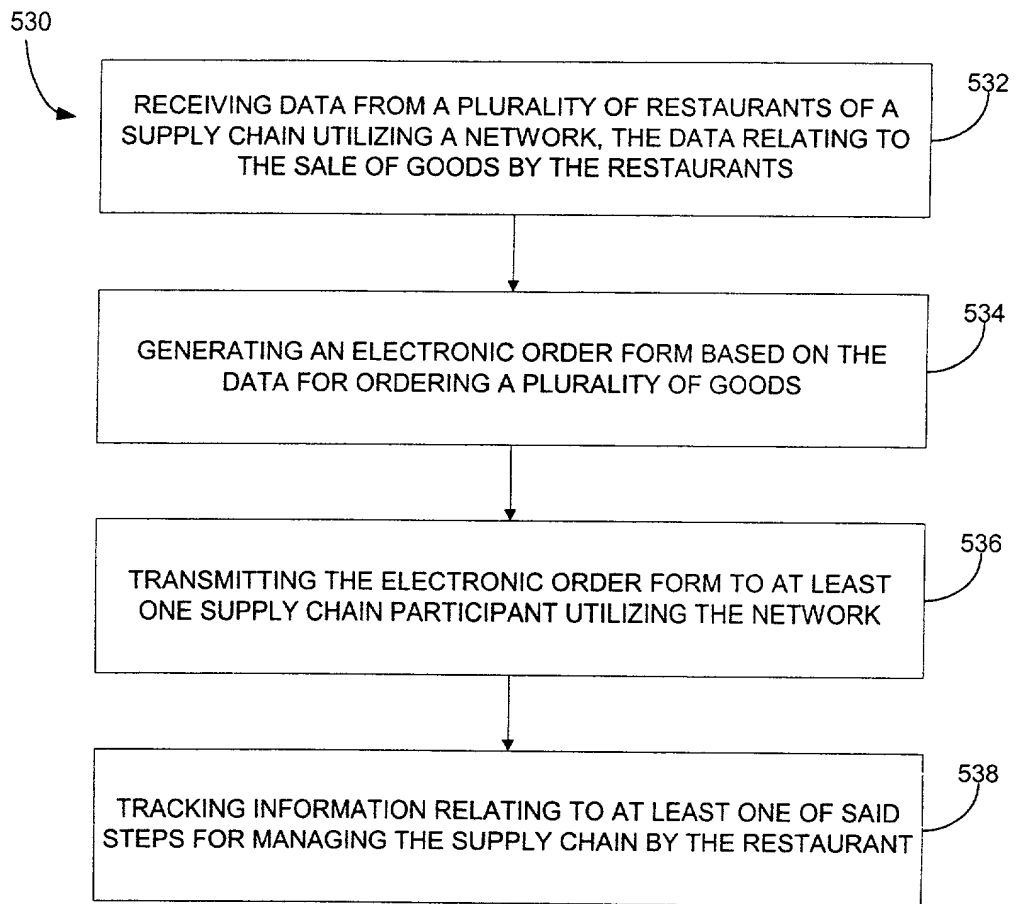 530
RECEIVING DATA FROM A PLURALITY OF RESTAURANTS OF A
SUPPLY CHAIN UTILIZING A NETWORK, THE DATA RELATING TO
THE SALE OF GOODS BY THE RESTAURANTS
532
GENERATING AN ELECTRONIC ORDER FORM BASED ON THE
DATA FOR ORDERING A PLURALITY OF GOODS
534
TRANSMITTING THE ELECTRONIC ORDER FORM TO AT LEAST
ONE SUPPLY CHAIN PARTICIPANT UTILIZING THE NETWORK
536
TRACKING INFORMATION RELATING TO AT LEAST ONE OF SAID
STEPS FOR MANAGING THE SUPPLY CHAIN BY THE RESTAURANT
538